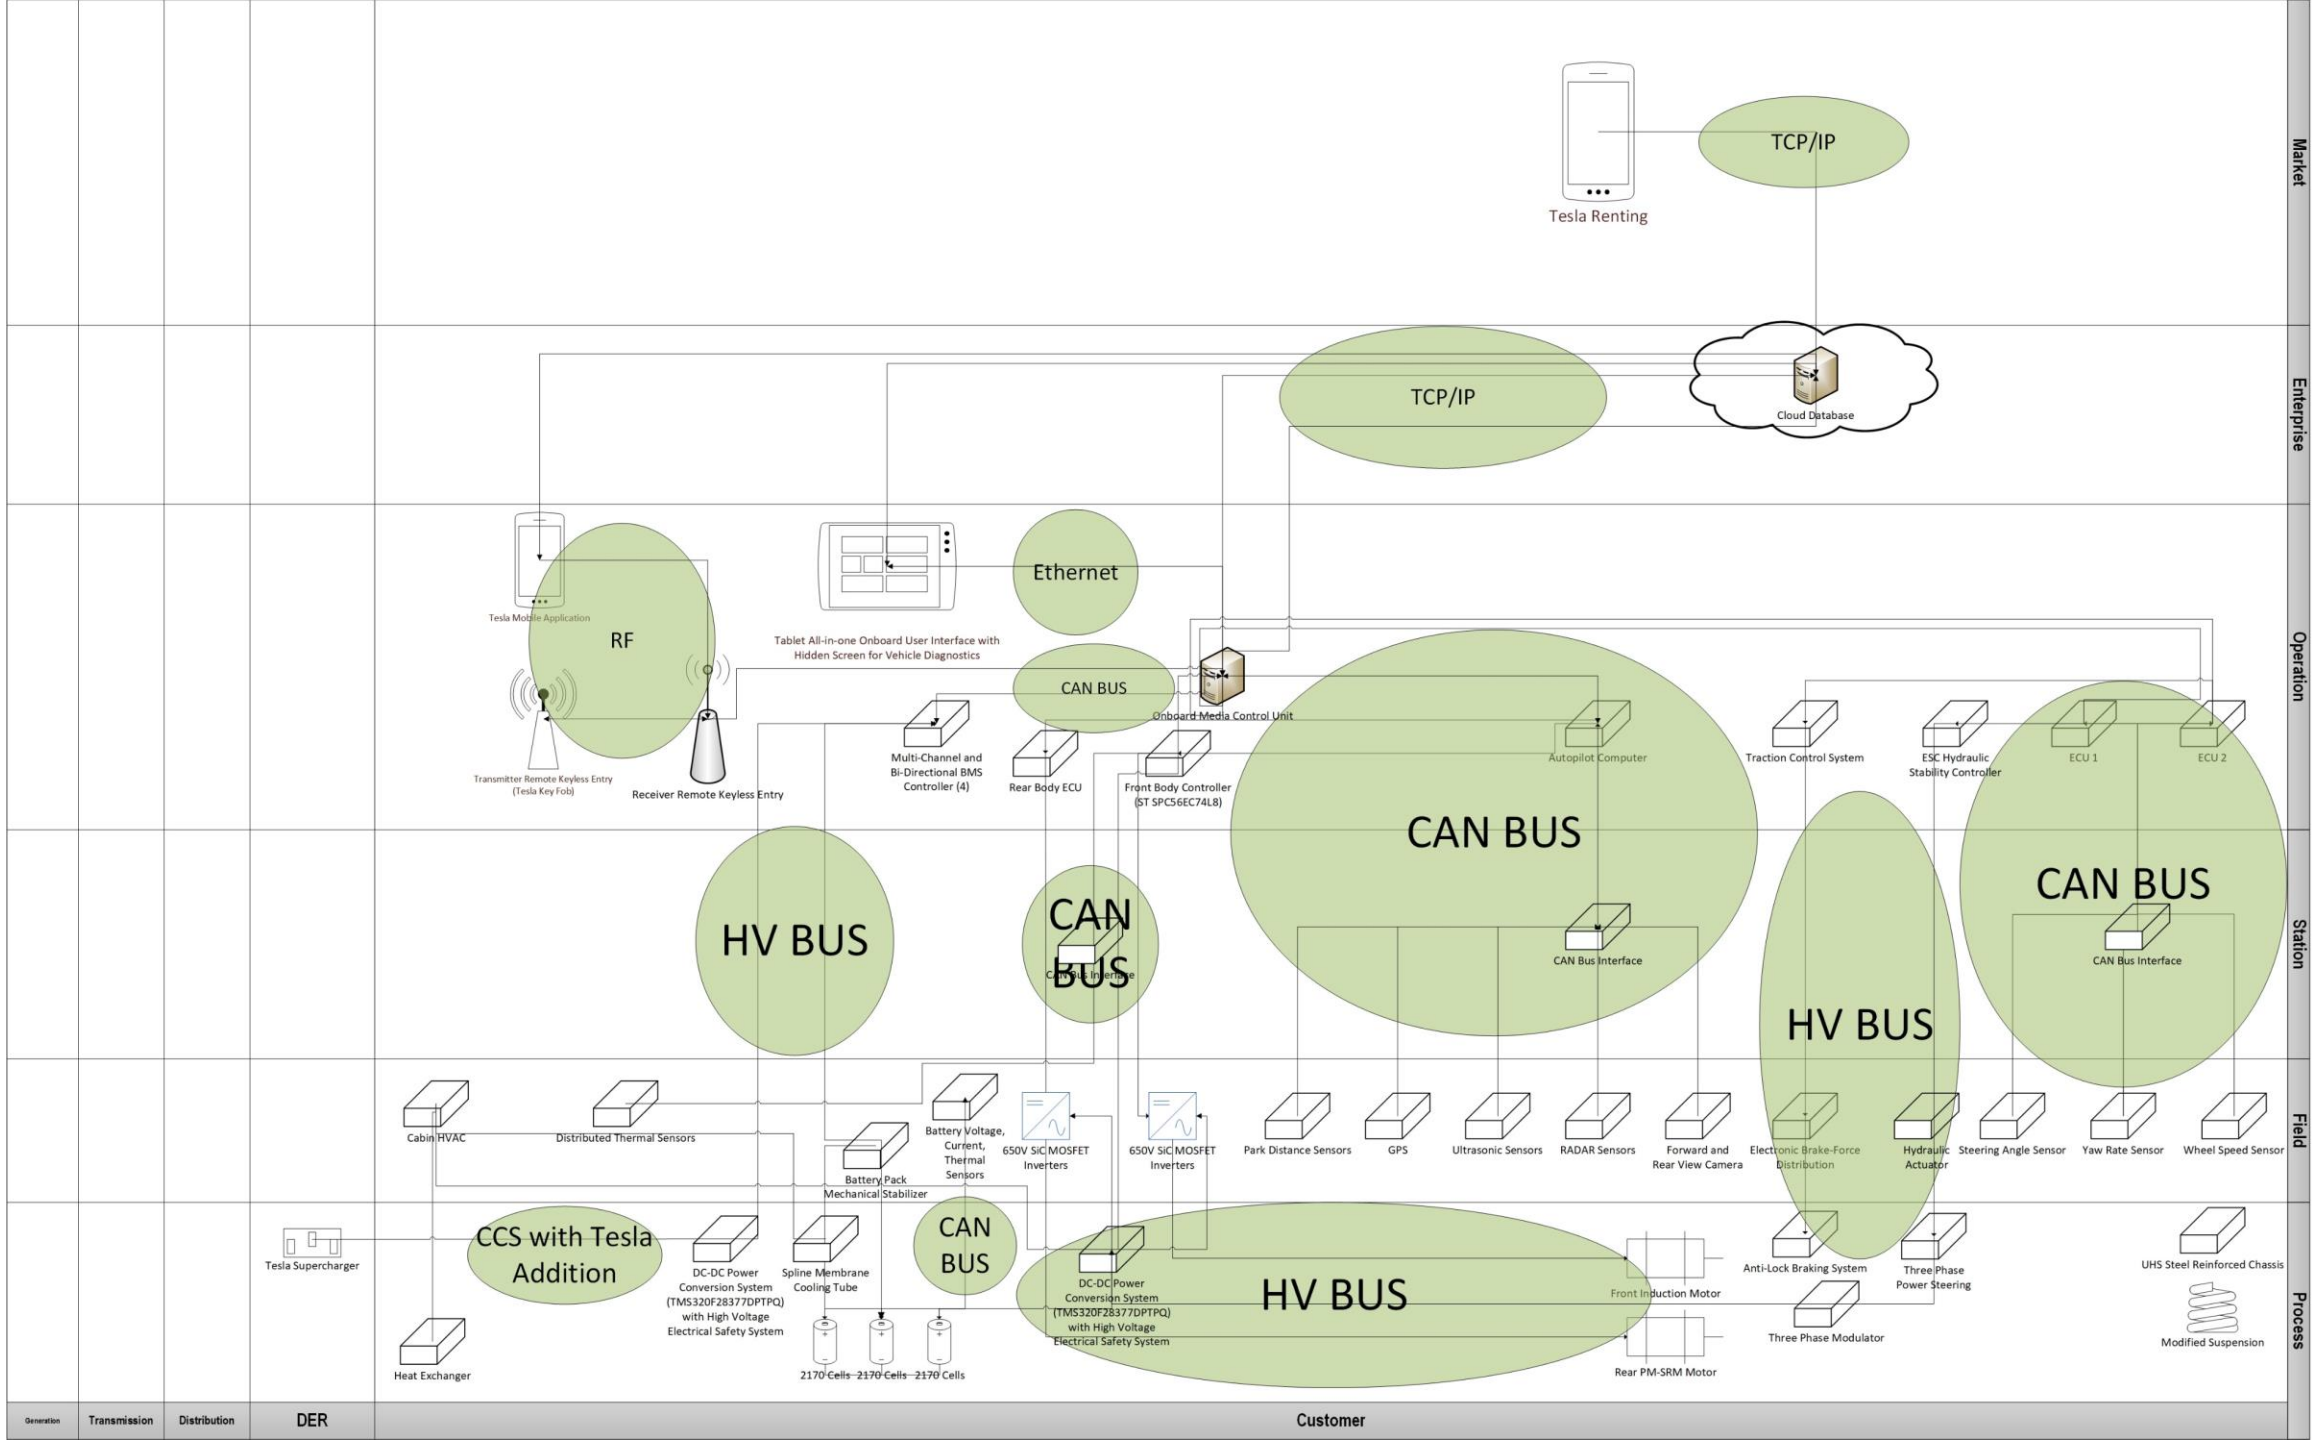 TCP/IP
Tesla Renting
Market
TCP/IP
Cloud Database
Enterprise
Ethernet
RF
Tesla Mobile Application
Tablet All-in-one Onboard User Interface with
Hidden Screen for Vehicle Diagnostics
CAN BUS
Onboard Media Control Unit
Operation
Transmitter Remote Keyless Entry
(Tesla Key Fob)
Receiver Remote Keyless Entry
Multi-Channel and
Bi-Directional BMS
Controller (4)
Rear Body ECU
Front Body Controller
(ST SPC56EC74L8)
Autopilot Computer
Traction Control System
ESC Hydraulic
Stability Controller
ECU 1
ECU 2
CAN BUS
HV BUS
CAN
BUS
CAN Bus Interface
CAN Bus Interface
CAN BUS
CAN Bus Interface
HV BUS
Station
Cabin HVAC
Distributed Thermal Sensors
Battery Pack
Mechanical Stabilizer
Battery Voltage,
Current,
Thermal
Sensors
650V SiC MOSFET
Inverters
650V SiC MOSFET
Inverters
Park Distance Sensors
GPS
Ultrasonic Sensors
RADAR Sensors
Forward and
Rear View Camera
Electronic Brake-Force
Distribution
Hydraulic
Actuator
Steering Angle Sensor
Yaw Rate Sensor
Wheel Speed Sensor
Field
Tesla Supercharger
CCS with Tesla
Addition
DC-DC Power
Conversion System
(TMS320F28377DPTPQ)
with High Voltage
Electrical Safety System
Spline Membrane
Cooling Tube
CAN
BUS
DC-DC Power
Conversion System
(TMS320F28377DPTPQ)
with High Voltage
Electrical Safety System
HV BUS
Front Induction Motor
Rear PM-SRM Motor
Anti-Lock Braking System
Three Phase
Power Steering
Three Phase Modulator
UHS Steel Reinforced Chassis
Modified Suspension
Heat Exchanger
2170 Cells
2170 Cells
2170 Cells
Process
Generation
Transmission
Distribution
DER
Customer